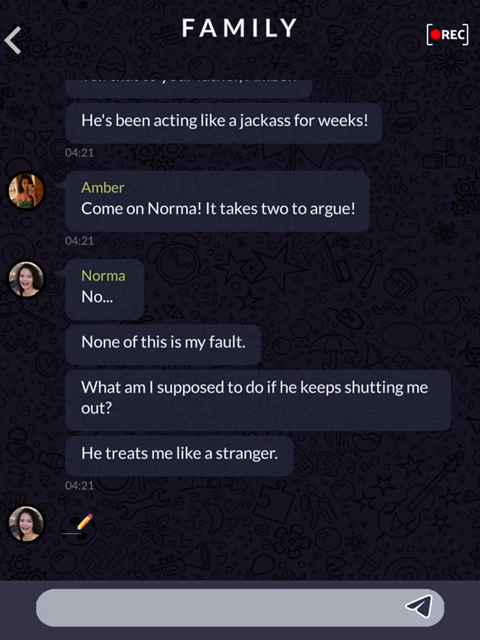 FAMILY
REC
He's been acting like a jackass for weeks!
04:21
Amber
Come on Norma! It takes two to argue!
04:21
Norma
No...
None of this is my fault.
What am I supposed to do if he keeps shutting me
out?
He treats me like a stranger.
04:21